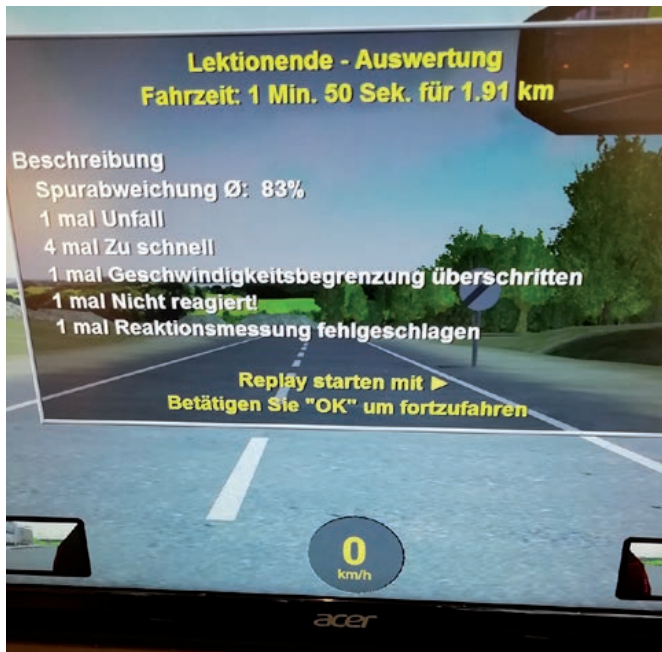 Lektionende - Auswertung
Fahrzeit: 1 Min. 50 Sek. für 1.91 km
Beschreibung
Spurabweichung Ø: 83%
1 mal Unfall
4 mal Zu schnell
1 mal Geschwindigkeitsbegrenzung überschritten
1 mal Nicht reagiert!
1 mal Reaktionsmessung fehlgeschlagen
Replay starten mit ►
Betätigen Sie "OK" um fortzufahren
0
km/h
acer